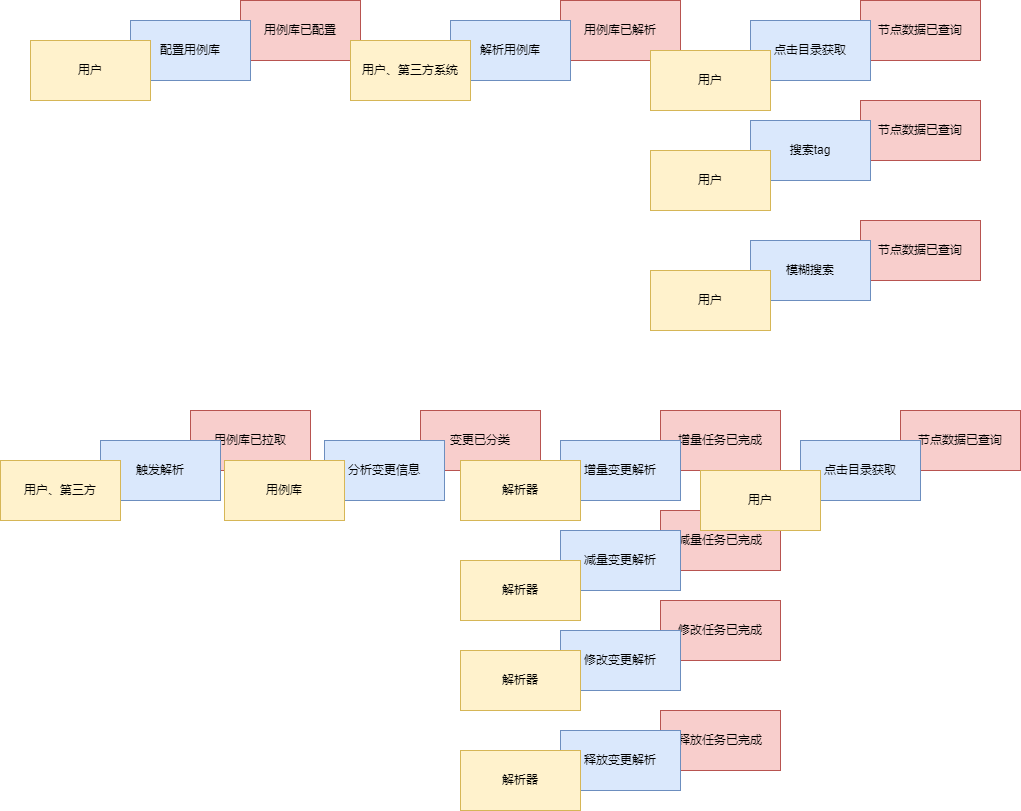 用例库已配置
配置用例库
用户
用例库已解析
解析用例库
用户、第三方系统
节点数据已查询
点击目录获取
用户
节点数据已查询
搜索tag
用户
节点数据已查询
模糊搜索
用户
用例库已拉取
触发解析
用户、第三方
变更已分类
分析变更信息
用例库
增量任务已完成
增量变更解析
解析器
节点数据已查询
点击目录获取
用户
减量任务已完成
减量变更解析
解析器
修改任务已完成
修改变更解析
解析器
释放任务已完成
释放变更解析
解析器